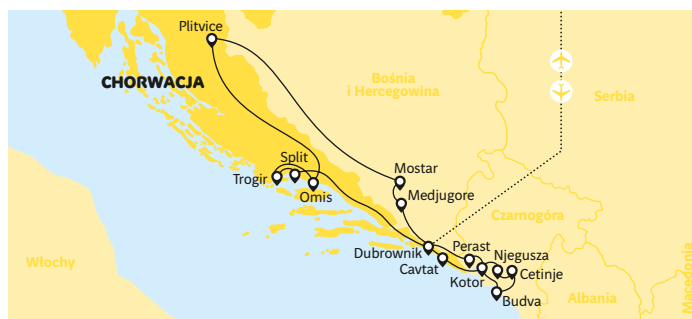 Plitvice
CHORWACJA
Bośnia
i Hercegowina
Serbia
Split
Trogir
Omis
Mostar
Medjugore
Czarnogóra
Dubrownik
Perast
Njegusza
Cavtat
Kotor
Cetinje
Budva
Włochy
Albania
Macedonia